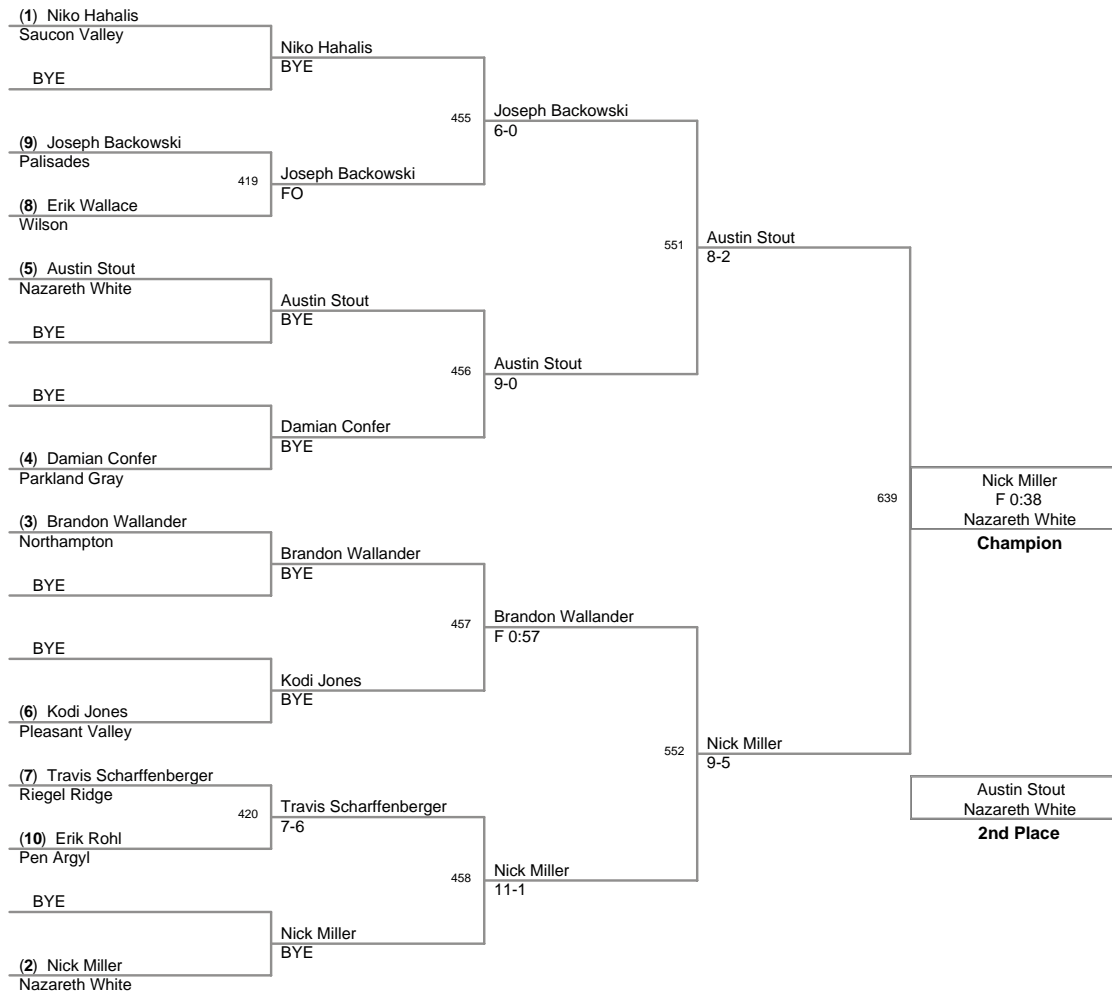 (1) Niko Hahalis
Saucon Valley
BYE
(9) Joseph Backowski
Palisades
(8) Erik Wallace
Wilson
(5) Austin Stout
Nazareth White
BYE
BYE
(4) Damian Confer
Parkland Gray
(3) Brandon Wallander
Northampton
BYE
BYE
(6) Kodi Jones
Pleasant Valley
(7) Travis Scharffenberger
Riegel Ridge
(10) Erik Rohl
Pen Argyl
BYE
(2) Nick Miller
Nazareth White
Niko Hahalis
BYE
419
Joseph Backowski
FO
Austin Stout
BYE
Damian Confer
BYE
Brandon Wallander
BYE
Kodi Jones
BYE
420
Travis Scharffenberger
7-6
Nick Miller
BYE
455
Joseph Backowski
6-0
456
Austin Stout
9-0
457
Brandon Wallander
F 0:57
458
Nick Miller
11-1
551
Austin Stout
8-2
552
Nick Miller
9-5
639
Nick Miller
F 0:38
Nazareth White
Champion
Austin Stout
Nazareth White
2nd Place